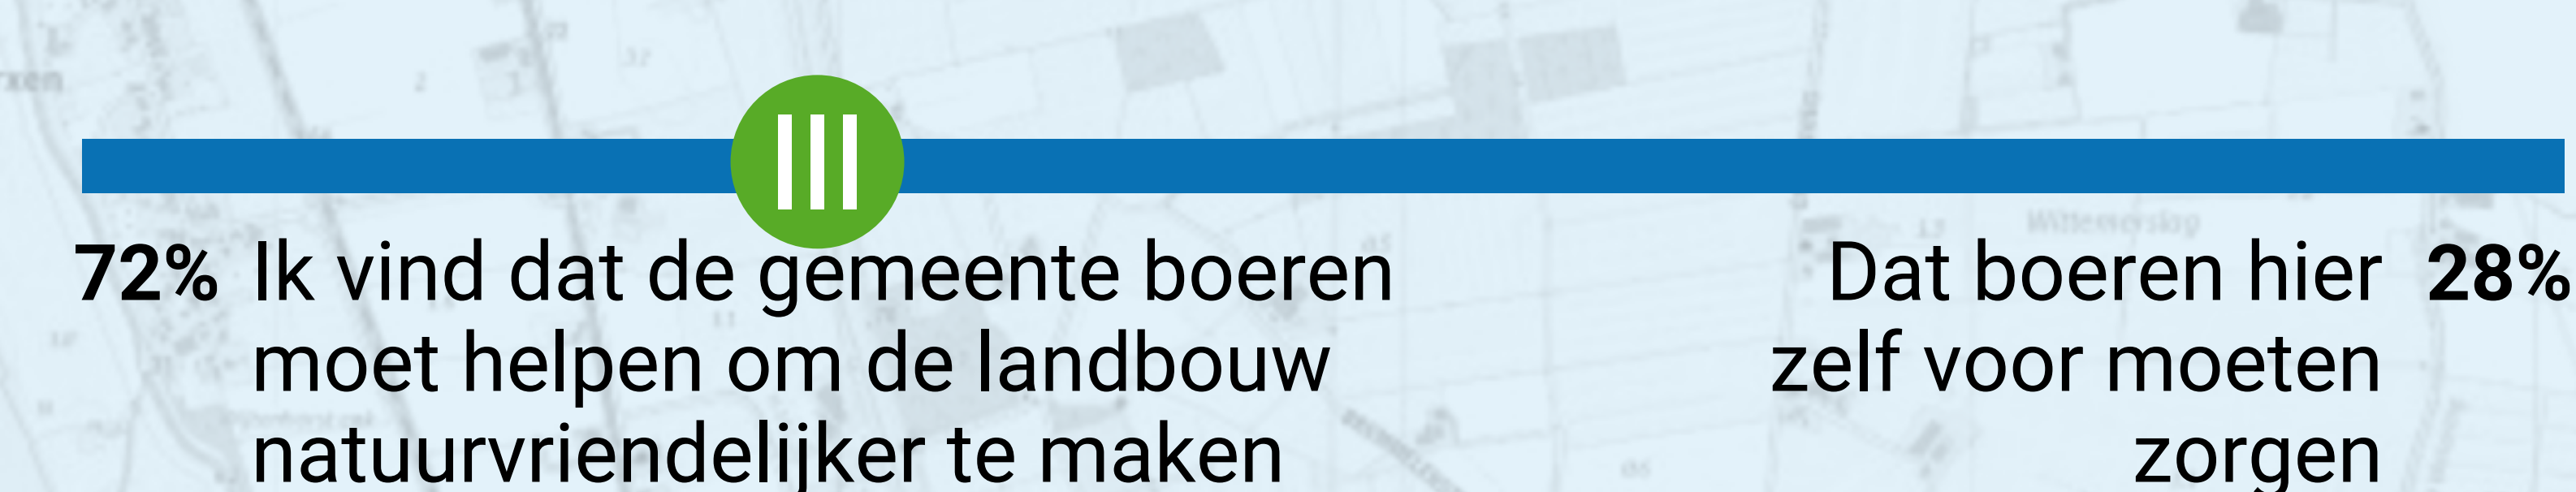 72% Ik vind dat de gemeente boeren
moet helpen om de landbouw
natuurvriendelijker te maken
Dat boeren hier 28%
zelf voor moeten
zorgen